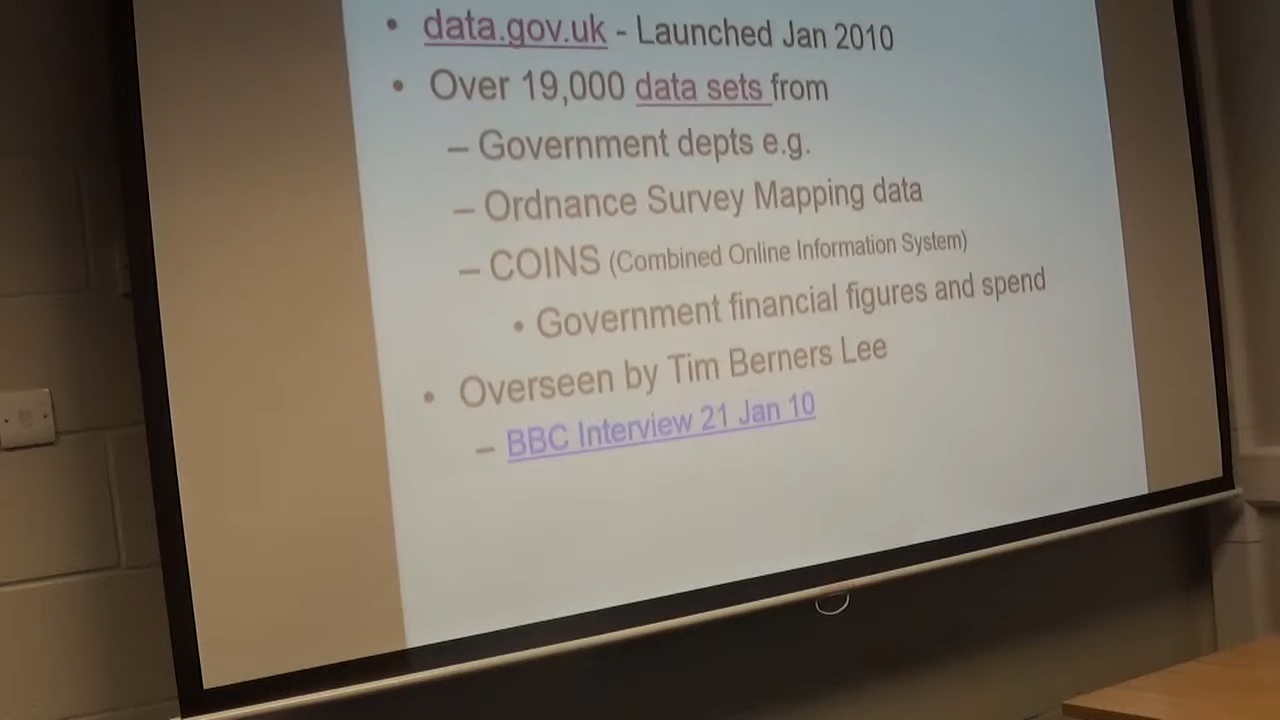 • data.gov.uk - Launched Jan 2010
• Over 19,000 data sets from
– Government depts e.g.
– Ordnance Survey Mapping data
– COINS (Combined Online Information System)
• Government financial figures and spend
• Overseen by Tim Berners Lee
– BBC Interview 21 Jan 10